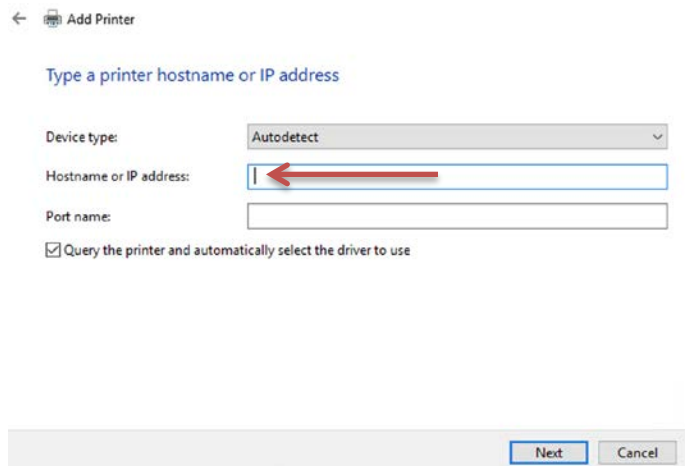 Add Printer
Type a printer hostname or IP address
Device type: Autodetect
Hostname or IP address:
Port name:
Query the printer and automatically select the driver to use
Next Cancel